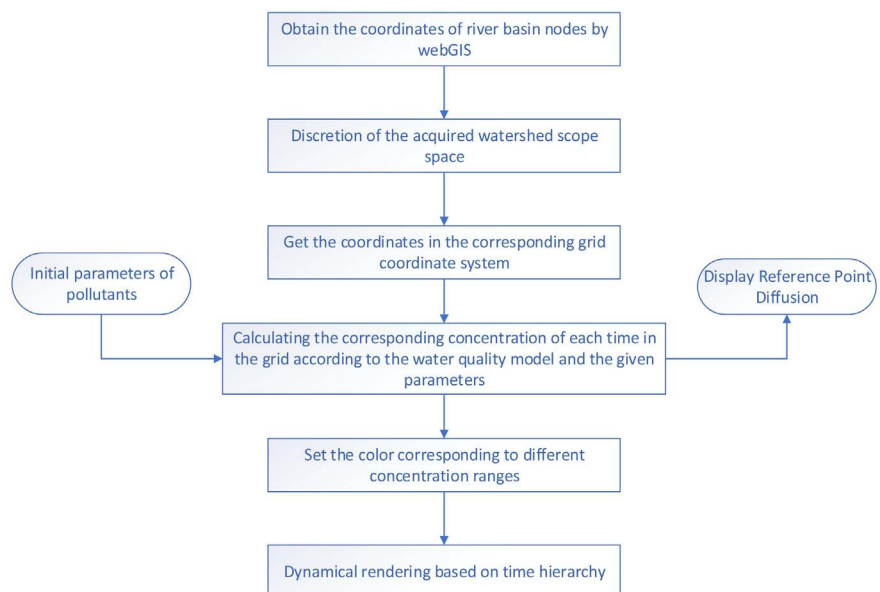 Obtain the coordinates of river basin nodes by
webGIS
Discretion of the acquired watershed scope
space
Get the coordinates in the corresponding grid
coordinate system
Initial parameters of
pollutants
Display Reference Point
Diffusion
Calculating the corresponding concentration of each time in
the grid according to the water quality model and the given
parameters
Set the color corresponding to different
concentration ranges
Dynamical rendering based on time hierarchy